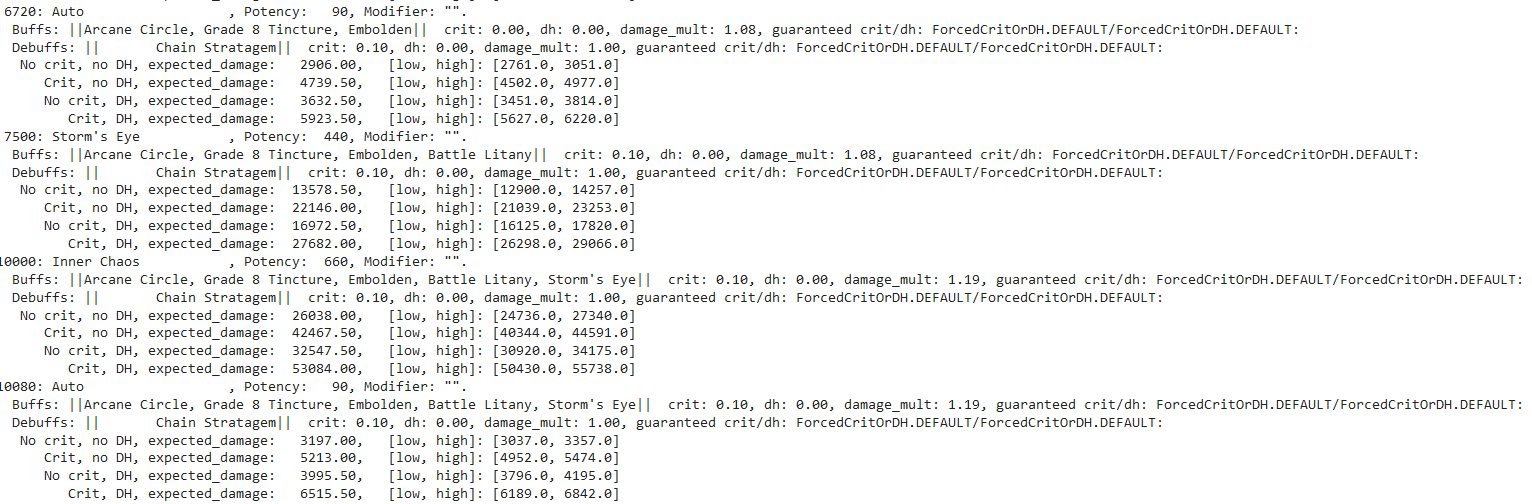 6720: Auto                  , Potency:   90, Modifier: "".
 Buffs: ||Arcane Circle, Grade 8 Tincture, Embolden||  crit: 0.00, dh: 0.00, damage_mult: 1.08, guaranteed crit/dh: ForcedCritOrDH.DEFAULT/ForcedCritOrDH.DEFAULT:
 Debuffs: ||       Chain Stratagem||  crit: 0.10, dh: 0.00, damage_mult: 1.00, guaranteed crit/dh: ForcedCritOrDH.DEFAULT/ForcedCritOrDH.DEFAULT:
  No crit, no DH, expected_damage:   2906.00,   [low, high]: [2761.0, 3051.0]
     Crit, no DH, expected_damage:   4739.50,   [low, high]: [4502.0, 4977.0]
     No crit, DH, expected_damage:   3632.50,   [low, high]: [3451.0, 3814.0]
        Crit, DH, expected_damage:   5923.50,   [low, high]: [5627.0, 6220.0]
7500: Storm's Eye           , Potency:  440, Modifier: "".
 Buffs: ||Arcane Circle, Grade 8 Tincture, Embolden, Battle Litany||  crit: 0.10, dh: 0.00, damage_mult: 1.08, guaranteed crit/dh: ForcedCritOrDH.DEFAULT/ForcedCritOrDH.DEFAULT:
 Debuffs: ||       Chain Stratagem||  crit: 0.10, dh: 0.00, damage_mult: 1.00, guaranteed crit/dh: ForcedCritOrDH.DEFAULT/ForcedCritOrDH.DEFAULT:
  No crit, no DH, expected_damage:  13578.50,   [low, high]: [12900.0, 14257.0]
     Crit, no DH, expected_damage:  22146.00,   [low, high]: [21039.0, 23253.0]
     No crit, DH, expected_damage:  16972.50,   [low, high]: [16125.0, 17820.0]
        Crit, DH, expected_damage:  27682.00,   [low, high]: [26298.0, 29066.0]
10000: Inner Chaos           , Potency:  660, Modifier: "".
 Buffs: ||Arcane Circle, Grade 8 Tincture, Embolden, Battle Litany, Storm's Eye||  crit: 0.10, dh: 0.00, damage_mult: 1.19, guaranteed crit/dh: ForcedCritOrDH.DEFAULT/ForcedCritOrDH.DEFAULT:
 Debuffs: ||       Chain Stratagem||  crit: 0.10, dh: 0.00, damage_mult: 1.00, guaranteed crit/dh: ForcedCritOrDH.DEFAULT/ForcedCritOrDH.DEFAULT:
  No crit, no DH, expected_damage:  26038.00,   [low, high]: [24736.0, 27340.0]
     Crit, no DH, expected_damage:  42467.50,   [low, high]: [40344.0, 44591.0]
     No crit, DH, expected_damage:  32547.50,   [low, high]: [30920.0, 34175.0]
        Crit, DH, expected_damage:  53084.00,   [low, high]: [50430.0, 55738.0]
10080: Auto                  , Potency:   90, Modifier: "".
 Buffs: ||Arcane Circle, Grade 8 Tincture, Embolden, Battle Litany, Storm's Eye||  crit: 0.10, dh: 0.00, damage_mult: 1.19, guaranteed crit/dh: ForcedCritOrDH.DEFAULT/ForcedCritOrDH.DEFAULT:
 Debuffs: ||       Chain Stratagem||  crit: 0.10, dh: 0.00, damage_mult: 1.00, guaranteed crit/dh: ForcedCritOrDH.DEFAULT/ForcedCritOrDH.DEFAULT:
  No crit, no DH, expected_damage:   3197.00,   [low, high]: [3037.0, 3357.0]
     Crit, no DH, expected_damage:   5213.00,   [low, high]: [4952.0, 5474.0]
     No crit, DH, expected_damage:   3995.50,   [low, high]: [3796.0, 4195.0]
        Crit, DH, expected_damage:   6515.50,   [low, high]: [6189.0, 6842.0]